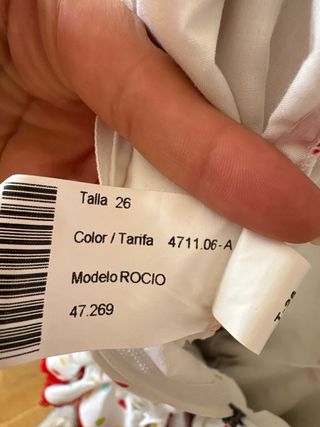 Talla 26
Color / Tarifa 4711.06-A
Modelo ROCIO
47.269